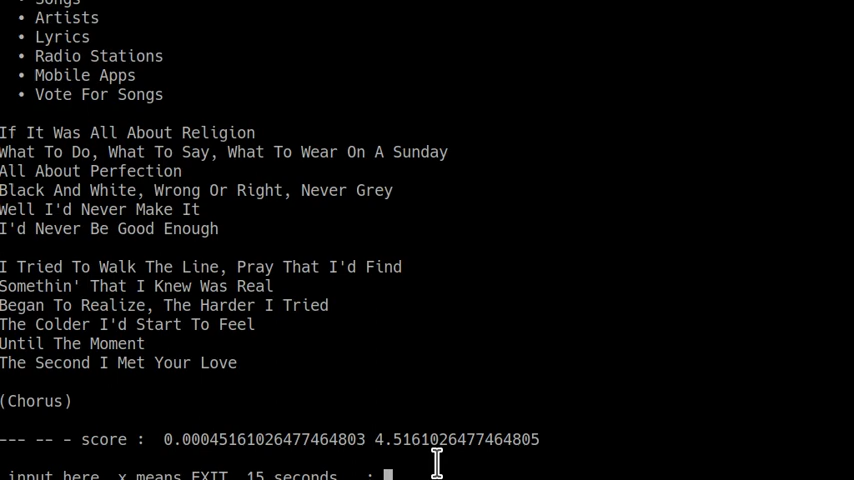 • Songs
• Artists
• Lyrics
• Radio Stations
• Mobile Apps
• Vote For Songs
If It Was All About Religion
What To Do, What To Say, What To Wear On A Sunday
All About Perfection
Black And White, Wrong Or Right, Never Grey
Well I'd Never Make It
I'd Never Be Good Enough
I Tried To Walk The Line, Pray That I'd Find
Somethin' That I Knew Was Real
Began To Realize, The Harder I Tried
The Colder I'd Start To Feel
Until The Moment
The Second I Met Your Love
(Chorus)
--- -- - score :  0.00045161026477464803 4.5161026477464805
input here  x means EXIT  15 seconds   :